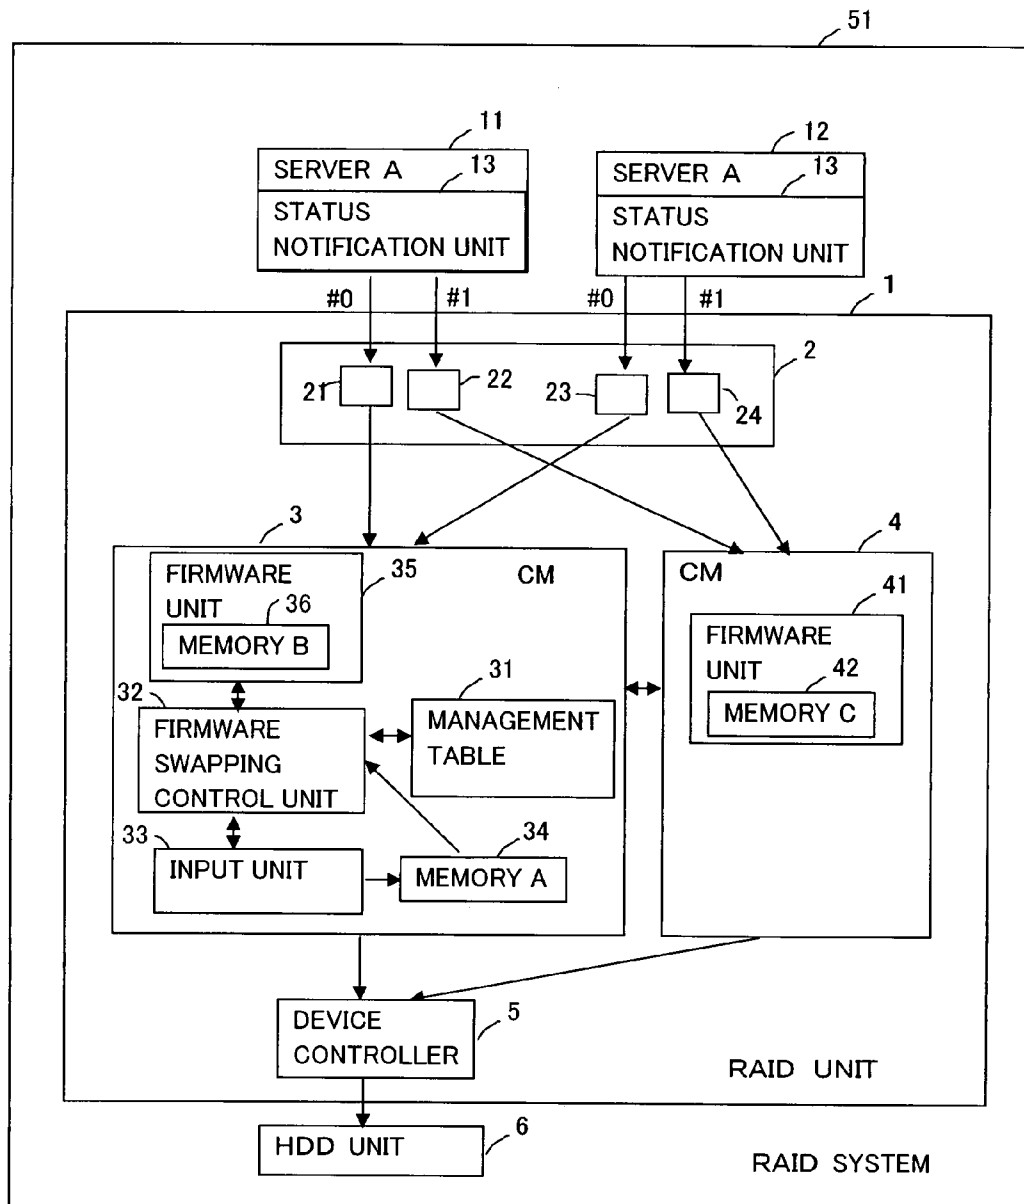 51
11
12
SERVER A
13
SERVER A
13
STATUS
NOTIFICATION UNIT
STATUS
NOTIFICATION UNIT
#0
#1
#0
#1
1
2
21
22
23
24
3
4
FIRMWARE
UNIT
35
36
MEMORY B
CM
CM
41
FIRMWARE
UNIT
42
MEMORY C
32
31
FIRMWARE
SWAPPING
CONTROL UNIT
MANAGEMENT
TABLE
33
34
INPUT UNIT
MEMORY A
DEVICE
CONTROLLER
5
RAID UNIT
HDD UNIT
6
RAID SYSTEM